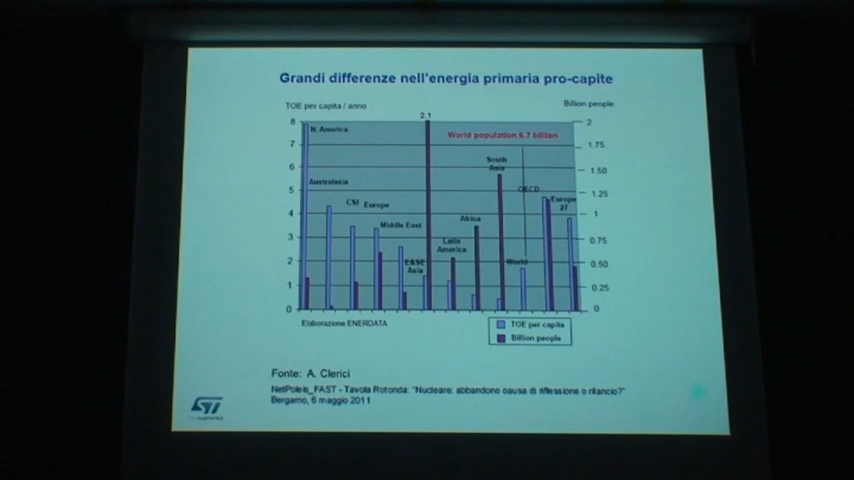 Grandi differenze nell'energia primaria pro-capite
TOE per capita / anno
Billion people
2.1
8
7
6
5
4
3
2
1
0
N. America
Australasia
CSI
Europe
Middle East
E&SE
Asia
Latin
America
Africa
South
Asia
World
OECD
Europe
27
World population 6.7 billion
2
1.75
1.50
1.25
1
0.75
0.50
0.25
0
Elaborazione ENERDATA
TOE per capita
Billion people
Fonte: A. Clerici
FAST - Tavola Rotonda: "Nucleare: abbandono causa di riflessione o rilancio?"
Bergamo, 6 maggio 2011
ST